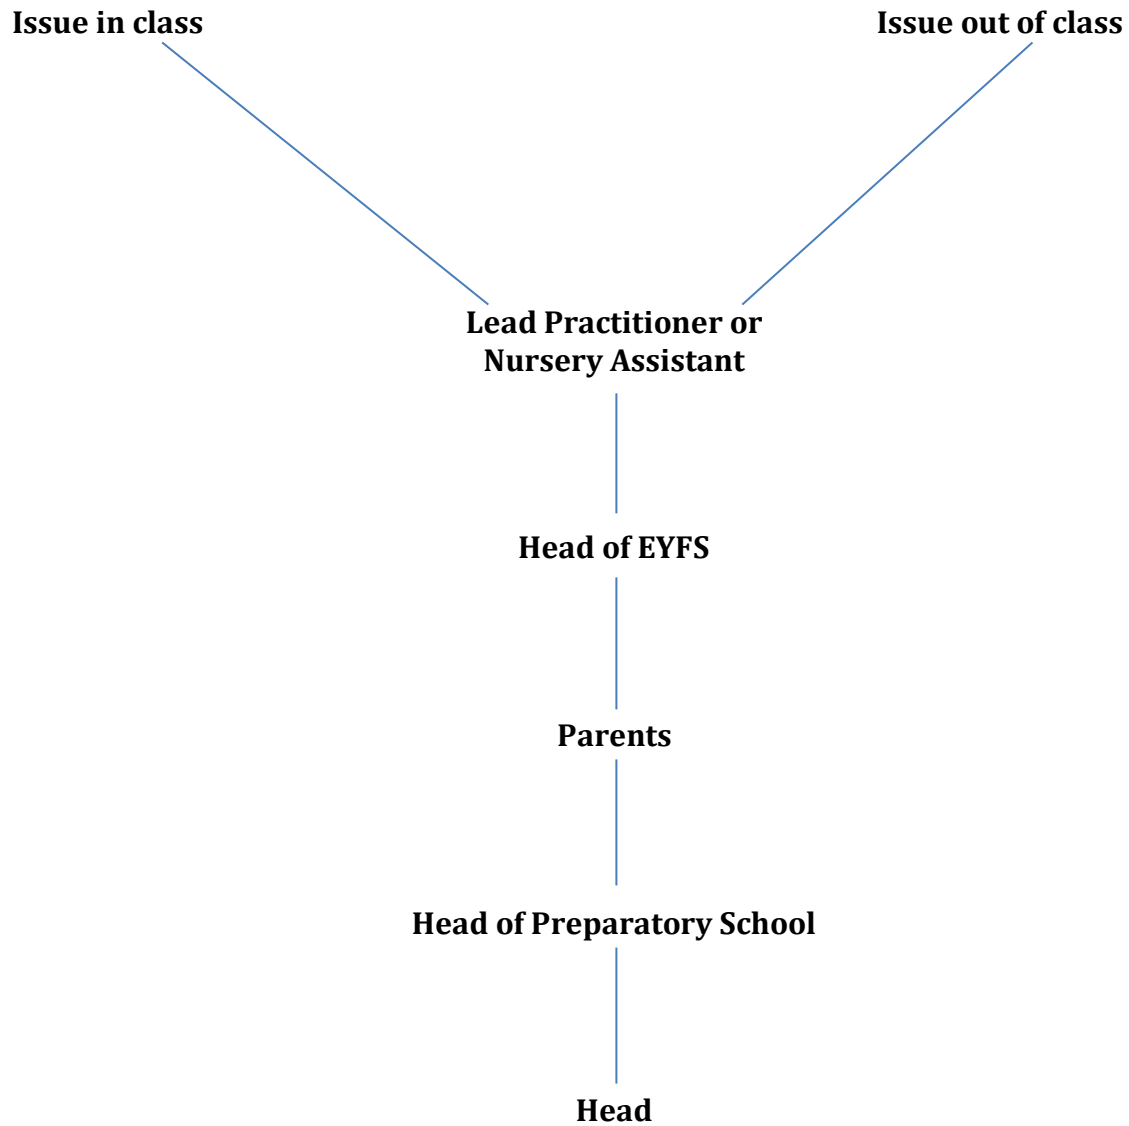 Issue in class
Issue out of class
Lead Practitioner or
Nursery Assistant
Head of EYFS
Parents
Head of Preparatory School
Head